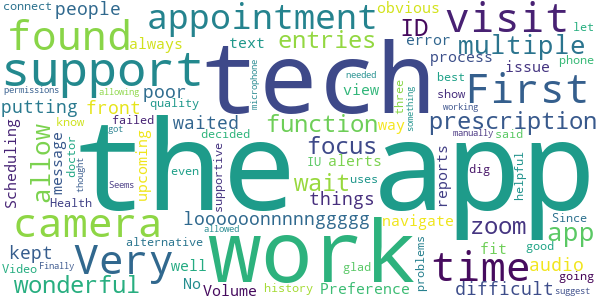 connect people
always
obvious
let
found
appointment
visit
ID
text
entries
error
multiple
phone
support
tech
process
issue
best
permissions
allowing
poor
quality
view
needed
three
show
First
putting
front
waited
function
way
microphone
something
working
prescription
failed
know
got
decided
manually
said
Scheduling
allow
message
doctor
thought
upcoming
even
supportive
focus
IU
alerts
uses
wait
things
reports
dig
helpful
the app
Health
Seems
camera
looooonnnnnggggg
allowed
work
Preference
navigate
zoom
fit
app
Since
good
audio
time
Very
kept
alternative
Video
Finally
wonderful
well
No
Volume
history
glad
problems
difficult
going
suggest